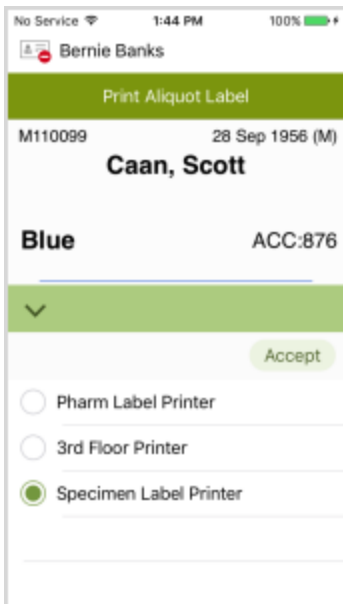 No Service 1:44 PM 100%
Bernie Banks
Print Aliquot Label
M110099 28 Sep 1956 (M)
Caan, Scott
Blue ACC:876
Accept
Pharm Label Printer
3rd Floor Printer
Specimen Label Printer